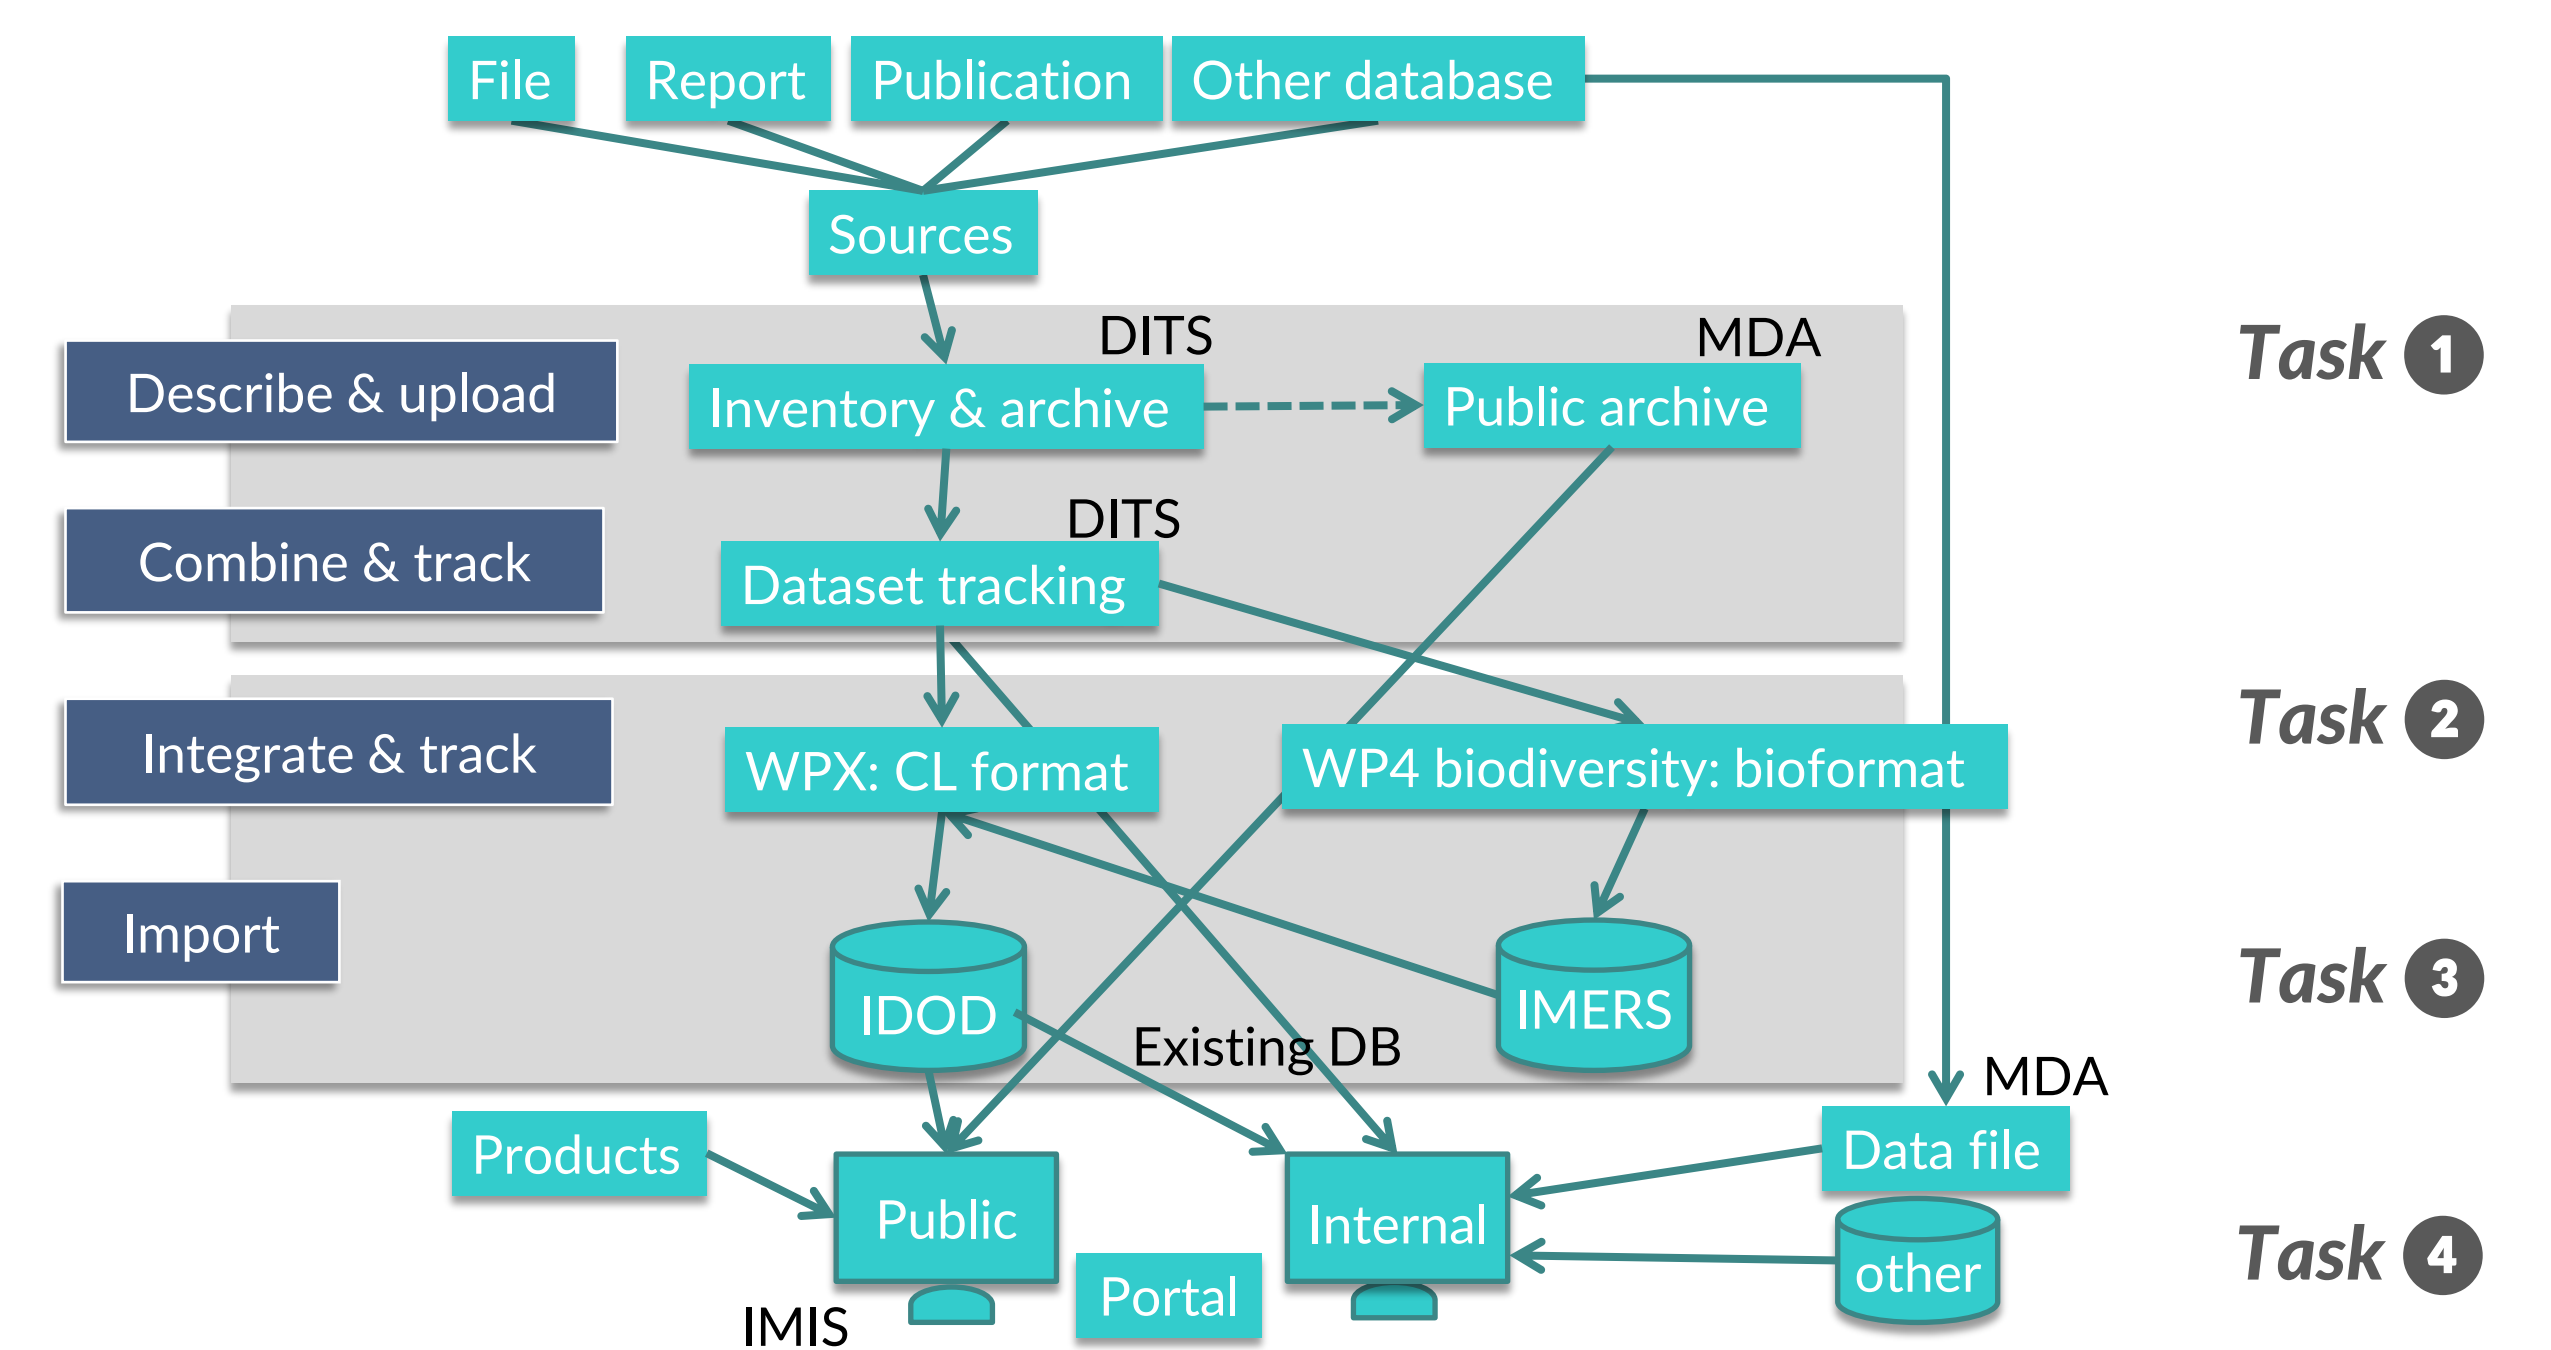 File
Report
Publication
Other database
Sources
DITS
MDA
Task 1
Describe & upload
Inventory & archive
Public archive
DITS
Combine & track
Dataset tracking
Task 2
Integrate & track
WPX: CL format
WP4 biodiversity: bioformat
Import
Task 3
IDOD
IMERS
Existing DB
MDA
Products
Data file
Public
Internal
Task 4
other
Portal
IMIS